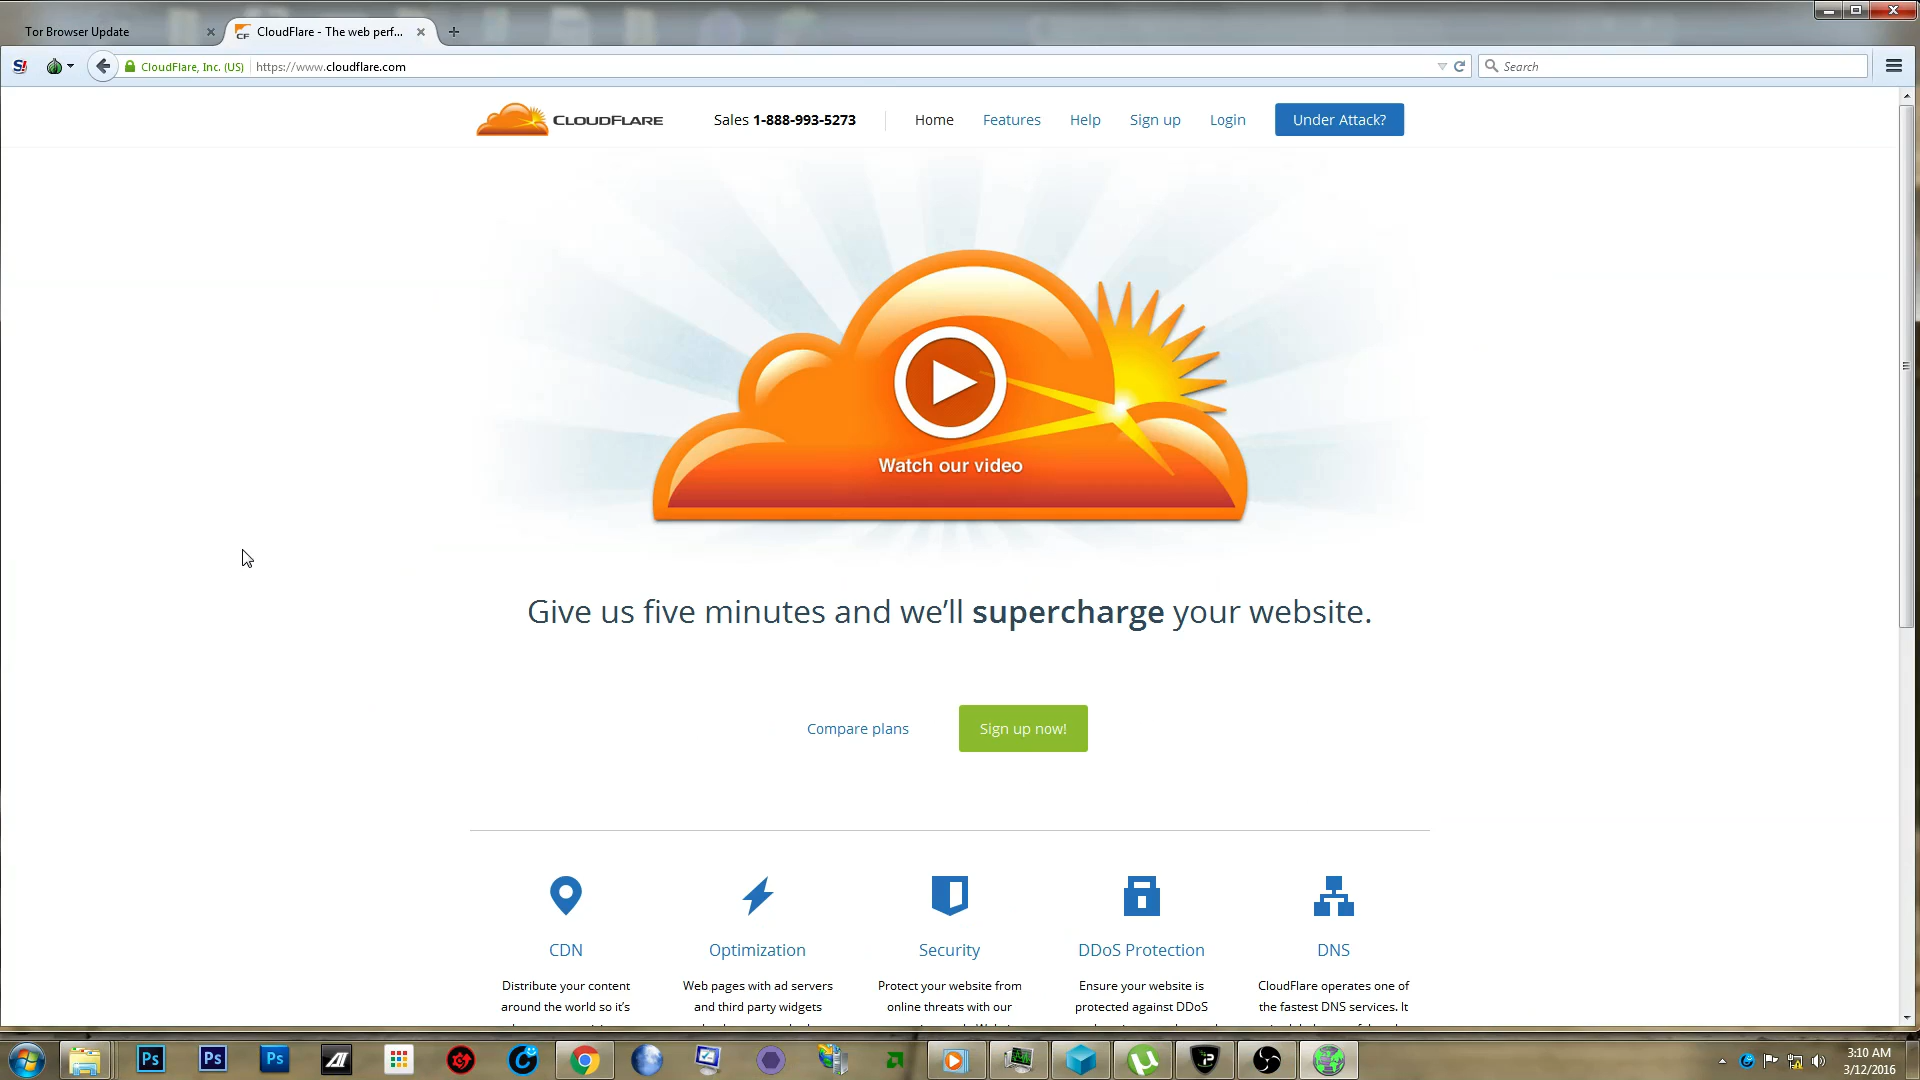 Tor Browser Update
CF CloudFlare - The web perf...
S! CloudFlare, Inc. (US) https://www.cloudflare.com Search
CLOUDFLARE Sales 1-888-993-5273 Home Features Help Sign up Login Under Attack?
Watch our video
Give us five minutes and we'll supercharge your website.
Compare plans Sign up now!
CDN Optimization Security DDoS Protection DNS
Distribute your content Web pages with ad servers Protect your website from Ensure your website is CloudFlare operates one of
around the world so it's and third party widgets online threats with our protected against DDoS the fastest DNS services. It
Ps Ps Ps 3:10 AM
3/12/2016